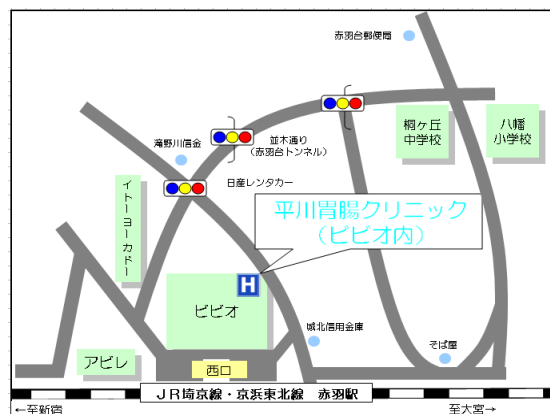 赤羽台郵便局
桐ヶ丘
中学校
八幡
小学校
滝野川信金
並木通り
(赤羽台トンネル)
日産レンタカー
イトーヨーカドー
平川胃腸クリニック
(ビビオ内)
H
ビビオ
城北信用金庫
そば屋
アピレ
西口
JR埼京線・京浜東北線 赤羽駅
←至新宿
至大宮→